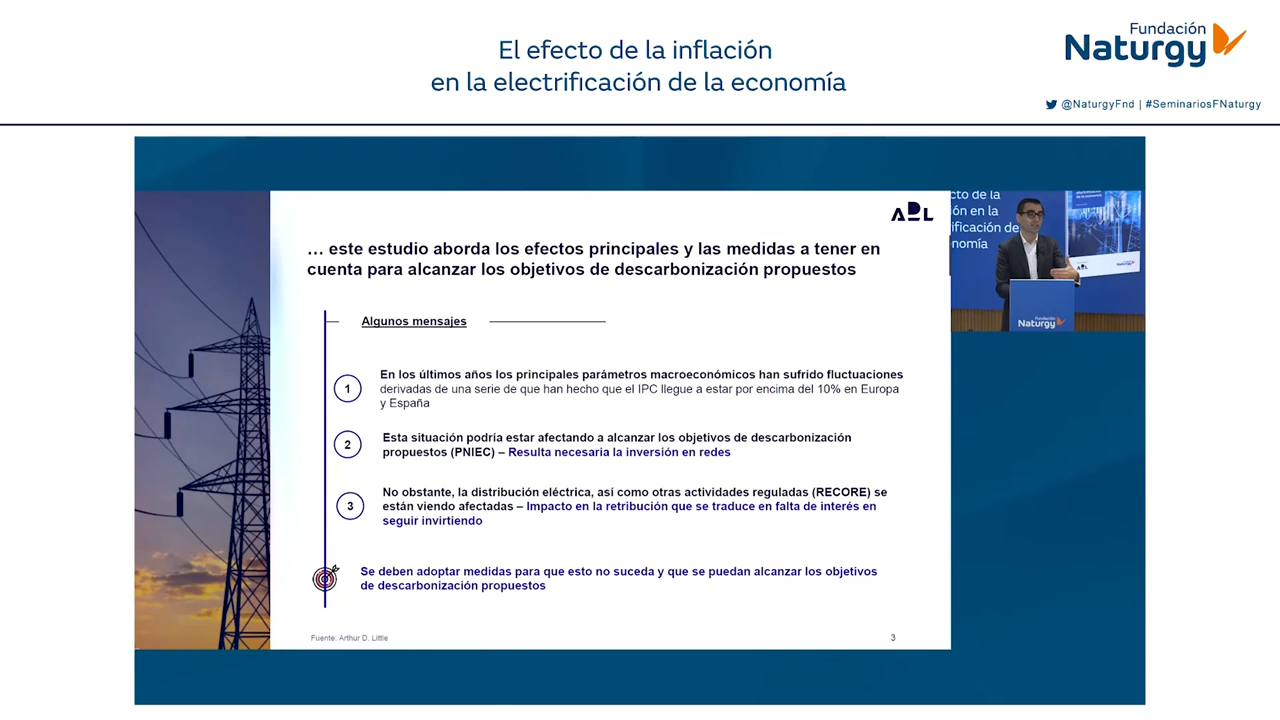 El efecto de la inflación
en la electrificación de la economía
Fundación
Naturgy
@NaturgyFnd | #SeminariosFNaturgy
ADL
… este estudio aborda los efectos principales y las medidas a tener en
cuenta para alcanzar los objetivos de descarbonización propuestos
Algunos mensajes
1
En los últimos años los principales parámetros macroeconómicos han sufrido fluctuaciones
derivadas de una serie de que han hecho que el IPC llegue a estar por encima del 10% en Europa
y España
2
Esta situación podría estar afectando a alcanzar los objetivos de descarbonización
propuestos (PNIEC) – Resulta necesaria la inversión en redes
3
No obstante, la distribución eléctrica, así como otras actividades reguladas (RECORE) se
están viendo afectadas – Impacto en la retribución que se traduce en falta de interés en
seguir invirtiendo
Se deben adoptar medidas para que esto no suceda y que se puedan alcanzar los objetivos
de descarbonización propuestos
Fuente: Arthur D. Little
3
cto de la
ión en la
ificación de
nomía
ADL
Fundación
Naturgy